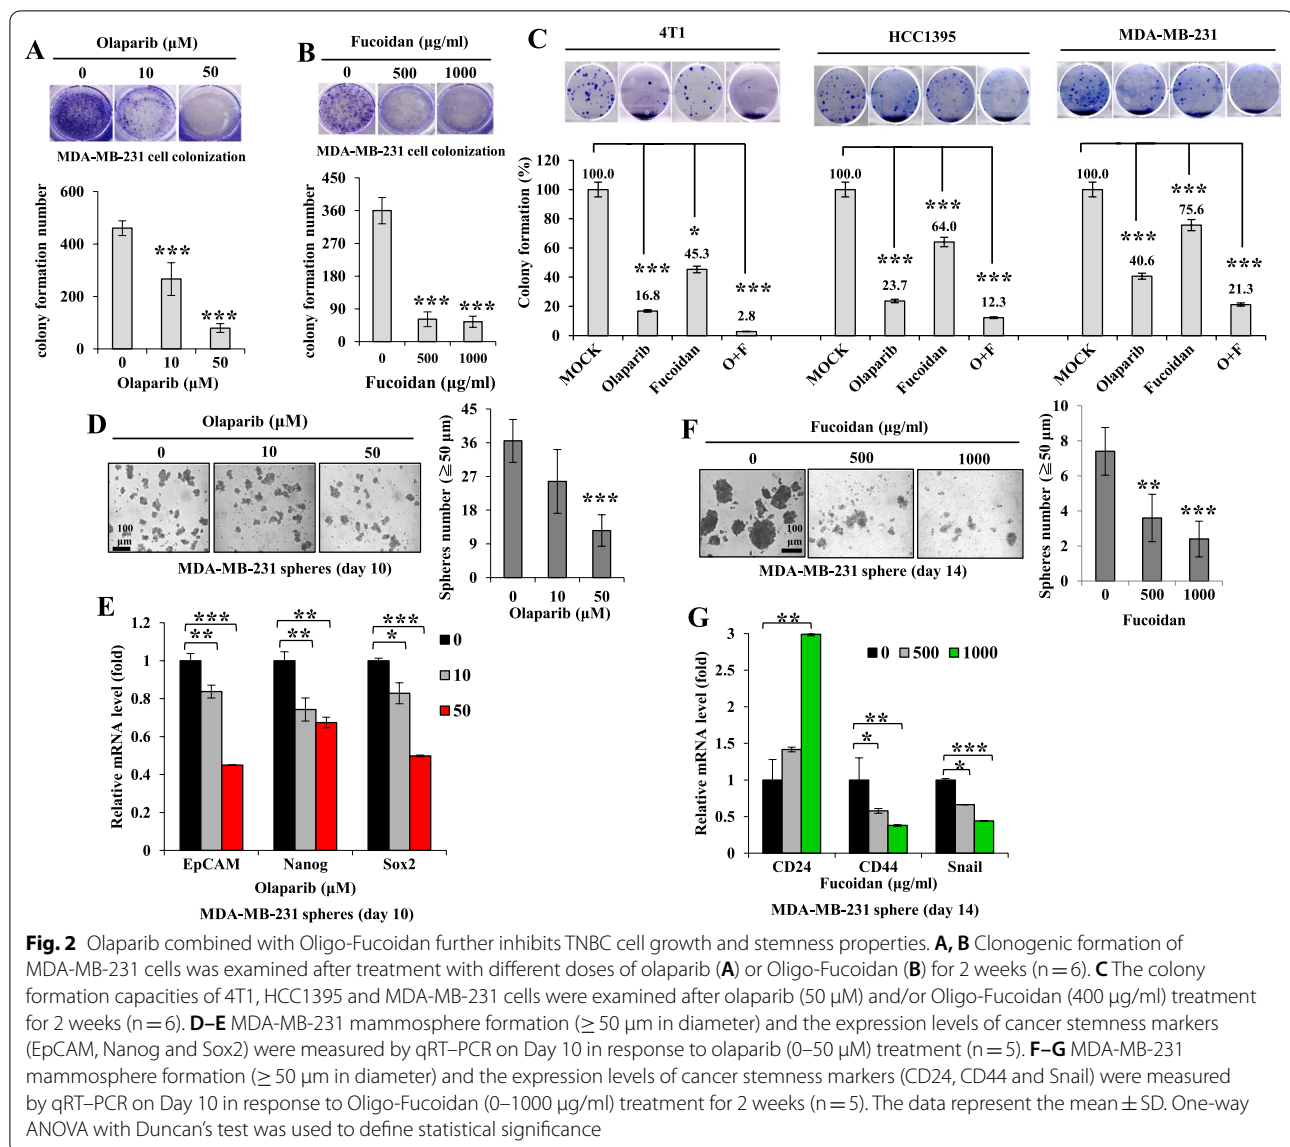 A
Olaparib (µM)
0 10 50
MDA-MB-231 cell colonization
colony formation number
600
400
200
0
***
***
0 10 50
Olaparib (µM)
B
Fucoidan (µg/ml)
0 500 1000
MDA-MB-231 cell colonization
colony formation number
450
360
270
180
90
0
*** ***
0 500 1000
Fucoidan (µg/ml)
C
4T1 HCC1395 MDA-MB-231
Colony formation (%)
120
100
80
60
40
20
0
100.0 16.8 45.3 2.8
*** * ***
MOCK Olaparib Fucoidan O+F
100.0 23.7 64.0 12.3
*** *** ***
MOCK Olaparib Fucoidan O+F
100.0 40.6 75.6 21.3
*** *** ***
MOCK Olaparib Fucoidan O+F
D
Olaparib (µM)
0 10 50
100
µm
MDA-MB-231 spheres (day 10)
Spheres number (≧50 µm)
45
36
27
18
9
0
***
0 10 50
Olaparib (µM)
F
Fucoidan (µg/ml)
0 500 1000
100
µm
MDA-MB-231 sphere (day 14)
Spheres number (≧50 µm)
10
8
6
4
2
0
** ***
0 500 1000
Fucoidan
E
Relative mRNA level (fold)
1.2
1
0.8
0.6
0.4
0.2
0
*** ** ***
** ** *
0
10
50
EpCAM Nanog Sox2
Olaparib (µM)
MDA-MB-231 spheres (day 10)
G
Relative mRNA level (fold)
3
2.5
2
1.5
1
0.5
0
**
0 500 1000
** ***
* *
CD24 CD44 Snail
Fucoidan (µg/ml)
MDA-MB-231 sphere (day 14)
Fig. 2 Olaparib combined with Oligo-Fucoidan further inhibits TNBC cell growth and stemness properties. A, B Clonogenic formation of
MDA-MB-231 cells was examined after treatment with different doses of olaparib (A) or Oligo-Fucoidan (B) for 2 weeks (n = 6). C The colony
formation capacities of 4T1, HCC1395 and MDA-MB-231 cells were examined after olaparib (50 µM) and/or Oligo-Fucoidan (400 µg/ml) treatment
for 2 weeks (n = 6). D–E MDA-MB-231 mammosphere formation (≥ 50 µm in diameter) and the expression levels of cancer stemness markers
(EpCAM, Nanog and Sox2) were measured by qRT–PCR on Day 10 in response to olaparib (0–50 µM) treatment (n = 5). F–G MDA-MB-231
mammosphere formation (≥ 50 µm in diameter) and the expression levels of cancer stemness markers (CD24, CD44 and Snail) were measured
by qRT–PCR on Day 10 in response to Oligo-Fucoidan (0–1000 µg/ml) treatment for 2 weeks (n = 5). The data represent the mean ± SD. One-way
ANOVA with Duncan's test was used to define statistical significance